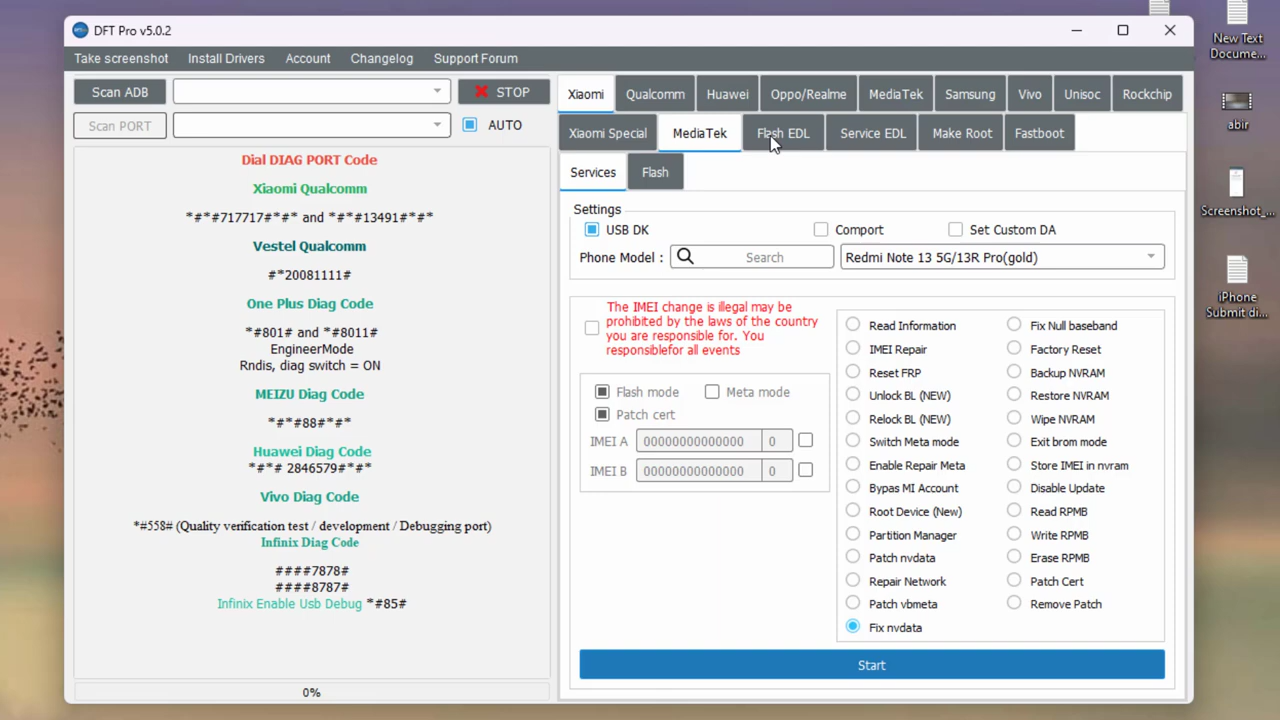 DFT Pro v5.0.2
Take screenshot Install Drivers Account Changelog Support Forum
Scan ADB STOP
Scan PORT AUTO
Dial DIAG PORT Code
Xiaomi Qualcomm
*#*#717717#*#* and *#*#13491#*#*
Vestel Qualcomm
#*20081111#
One Plus Diag Code
*#801# and *#8011#
EngineerMode
Rndis, diag switch = ON
MEIZU Diag Code
*#*#88#*#*
Huawei Diag Code
*#*# 2846579#*#*
Vivo Diag Code
*#558# (Quality verification test / development / Debugging port)
Infinix Diag Code
####7878#
####8787#
Infinix Enable Usb Debug *#85#
0%
Xiaomi Qualcomm Huawei Oppo/Realme MediaTek Samsung Vivo Unisoc Rockchip
Xiaomi Special MediaTek Flash EDL Service EDL Make Root Fastboot
Services Flash
Settings
USB DK Comport Set Custom DA
Phone Model : Search Redmi Note 13 5G/13R Pro(gold)
The IMEI change is illegal may be
prohibited by the laws of the country
you are responsible for. You
responsiblefor all events
Flash mode Meta mode
Patch cert
IMEI A 00000000000000 0
IMEI B 00000000000000 0
Read Information Fix Null baseband
IMEI Repair Factory Reset
Reset FRP Backup NVRAM
Unlock BL (NEW) Restore NVRAM
Relock BL (NEW) Wipe NVRAM
Switch Meta mode Exit brom mode
Enable Repair Meta Store IMEI in nvram
Bypas MI Account Disable Update
Root Device (New) Read RPMB
Partition Manager Write RPMB
Patch nvdata Erase RPMB
Repair Network Patch Cert
Patch vbmeta Remove Patch
Fix nvdata
Start
New Text
Docume...
abir
Screenshot_...
iPhone
Submit di...